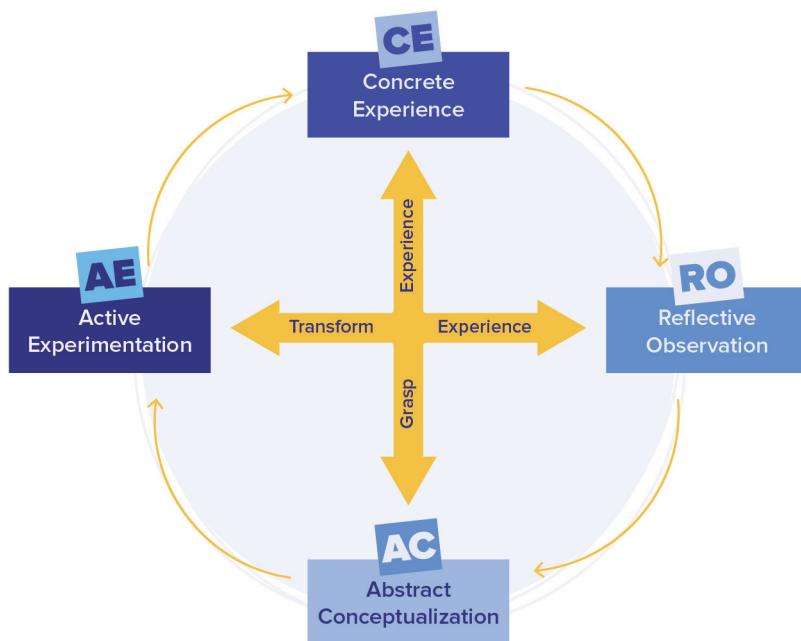 CE
Concrete
Experience
AE
Active
Experimentation
RO
Reflective
Observation
Grasp Experience
Transform Experience
AC
Abstract
Conceptualization